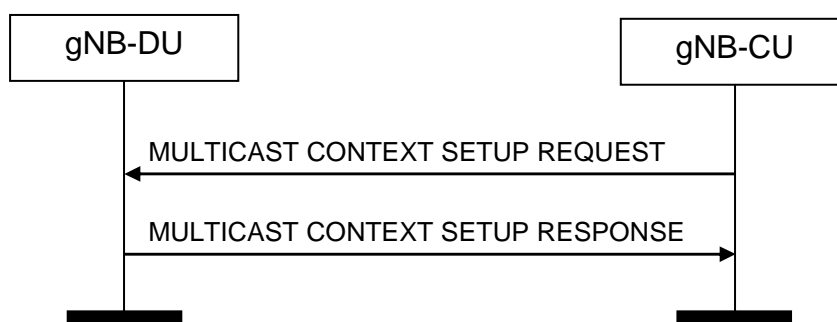 gNB-DU
gNB-CU
MULTICAST CONTEXT SETUP REQUEST
MULTICAST CONTEXT SETUP RESPONSE